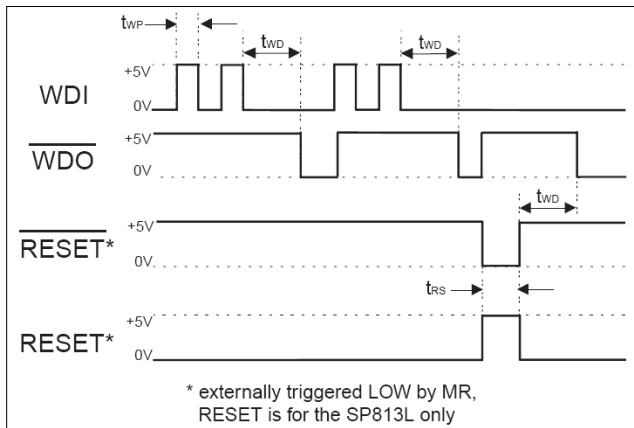 tWP
tWD
tWD
WDI
+5V
0V
WDO
+5V
0V
tWD
RESET*
+5V
0V
tRS
RESET*
+5V
0V
* externally triggered LOW by MR,
RESET is for the SP813L only